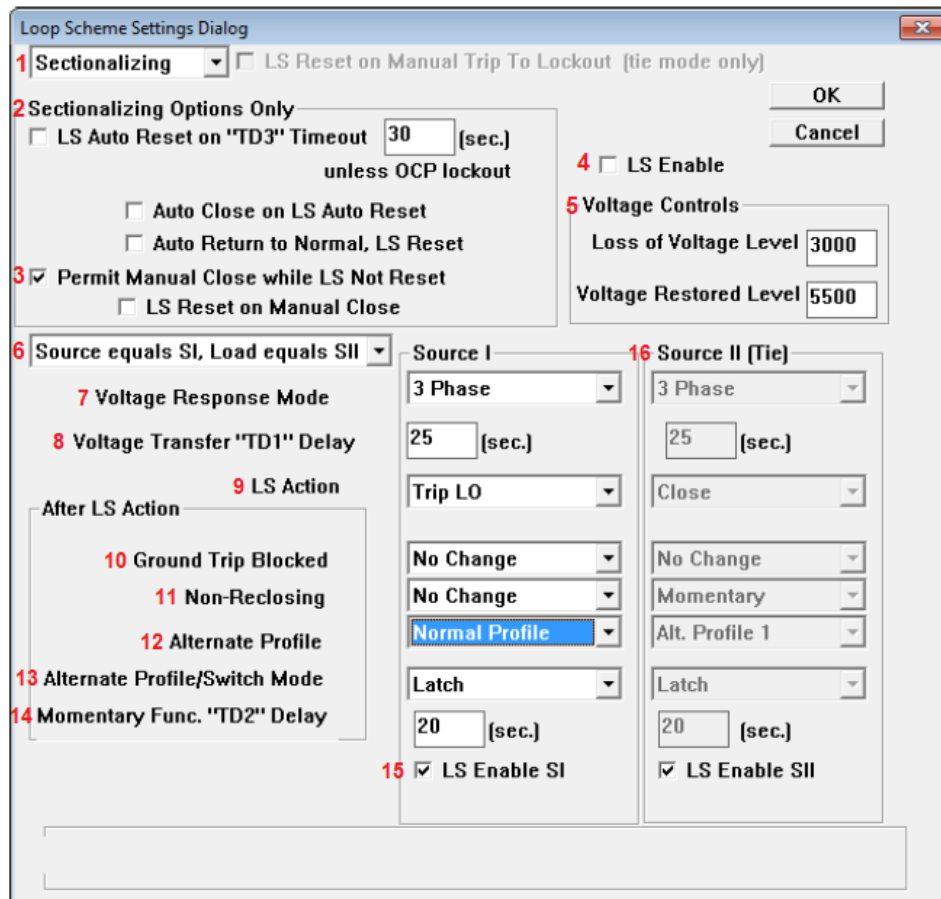 Loop Scheme Settings Dialog
1 Sectionalizing LS Reset on Manual Trip To Lockout (tie mode only)
OK
Cancel
2 Sectionalizing Options Only
LS Auto Reset on "TD3" Timeout 30 (sec.)
unless OCP lockout
Auto Close on LS Auto Reset
Auto Return to Normal, LS Reset
3 Permit Manual Close while LS Not Reset
LS Reset on Manual Close
4 LS Enable
5 Voltage Controls
Loss of Voltage Level 3000
Voltage Restored Level 5500
6 Source equals SI, Load equals SII Source I 16 Source II (Tie)
7 Voltage Response Mode 3 Phase 3 Phase
8 Voltage Transfer "TD1" Delay 25 (sec.) 25 (sec.)
9 LS Action Trip LO Close
After LS Action
10 Ground Trip Blocked No Change No Change
11 Non-Reclosing No Change Momentary
12 Alternate Profile Normal Profile Alt. Profile 1
13 Alternate Profile/Switch Mode Latch Latch
14 Momentary Func. "TD2" Delay 20 (sec.) 20 (sec.)
15 LS Enable SI LS Enable SII